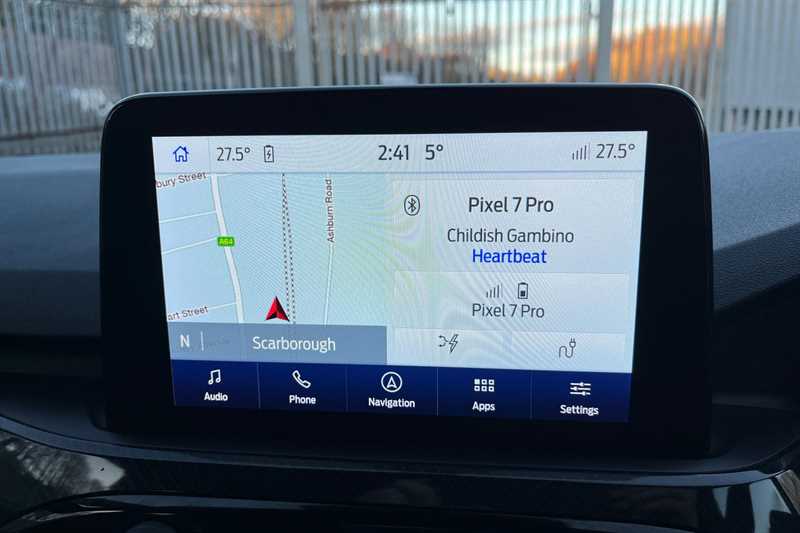 27.5°
2:41
5°
27.5°
bury Street
Ashburn Road
A64
art Street
N
Scarborough
Pixel 7 Pro
Childish Gambino
Heartbeat
Pixel 7 Pro
Audio
Phone
Navigation
Apps
Settings